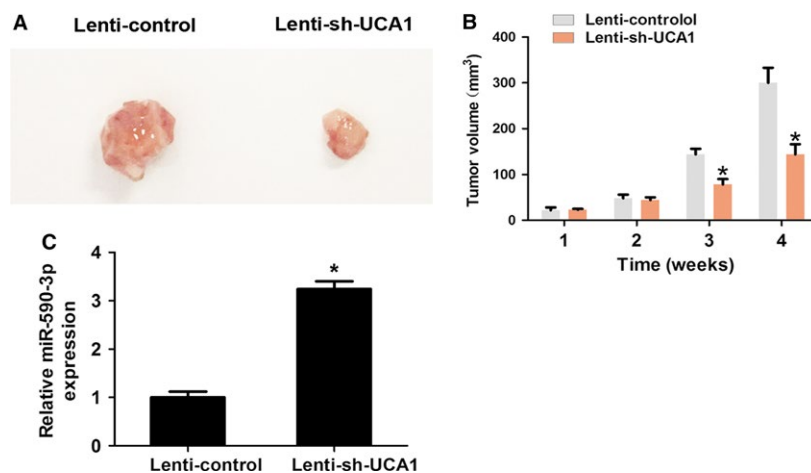 A
Lenti-control Lenti-sh-UCA1
B
Lenti-controlol
Lenti-sh-UCA1
Tumor volume (mm³)
400
300
200
100
0
*
*
1 2 3 4
Time (weeks)
C
Relative miR-590-3p
expression
4
3
2
1
0
*
Lenti-control Lenti-sh-UCA1